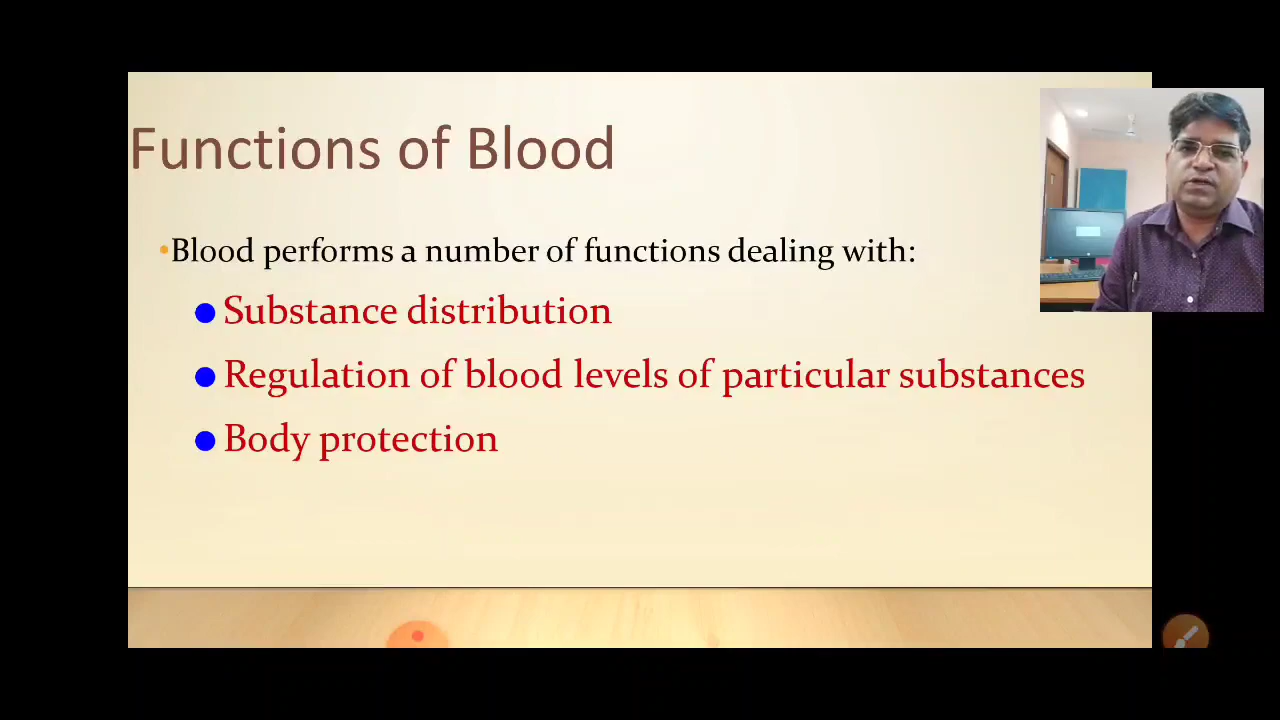 Functions of Blood
•Blood performs a number of functions dealing with:
● Substance distribution
● Regulation of blood levels of particular substances
● Body protection